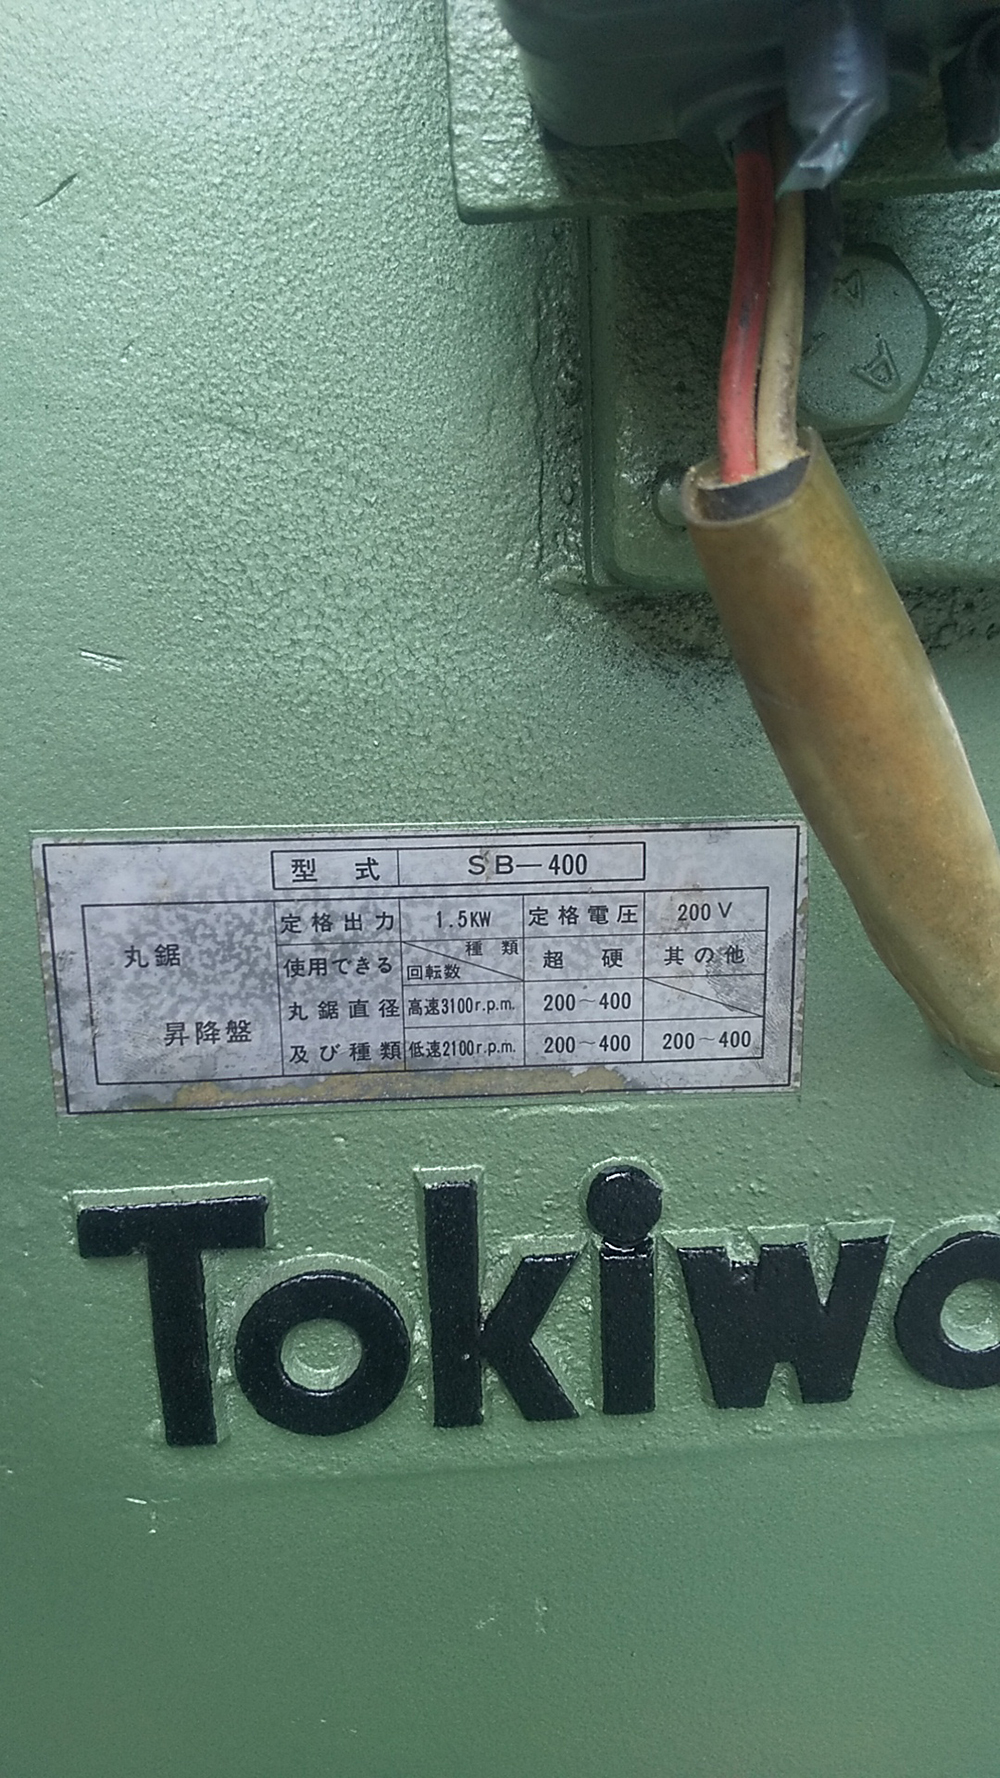 型式 SB-400
丸鋸昇降盤
定格出力 1.5KW 定格電圧 200V
使用できる丸鋸直径及び種類
種類 回転数 超硬 其の他
高速3100r.p.m. 200~400
低速2100r.p.m. 200~400 200~400
Tokiwa